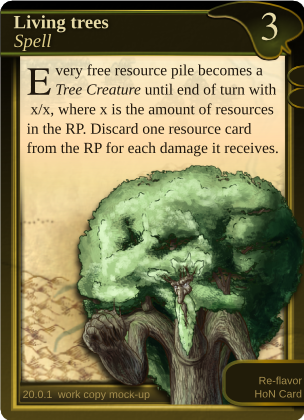 Living trees
Spell
3
Every free resource pile becomes a
Tree Creature until end of turn with
x/x, where x is the amount of resources
in the RP. Discard one resource card
from the RP for each damage it receives.
20.0.1 work copy mock-up
Re-flavor
HoN Card